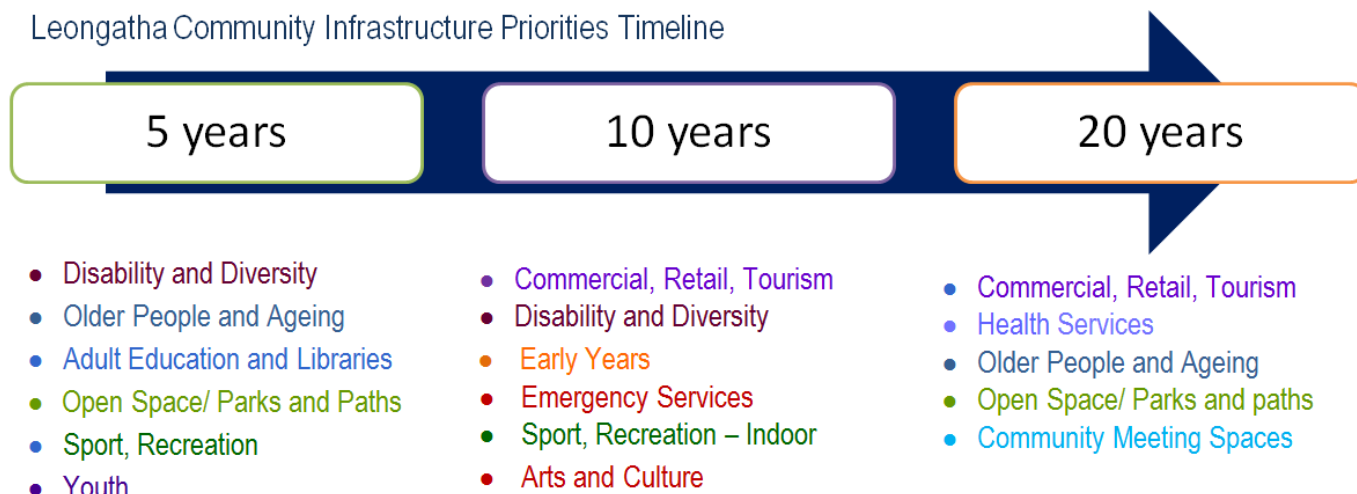 Leongatha Community Infrastructure Priorities Timeline
5 years
10 years
20 years
• Disability and Diversity
• Older People and Ageing
• Adult Education and Libraries
• Open Space/ Parks and Paths
• Sport, Recreation
• Youth
• Commercial, Retail, Tourism
• Disability and Diversity
• Early Years
• Emergency Services
• Sport, Recreation – Indoor
• Arts and Culture
• Commercial, Retail, Tourism
• Health Services
• Older People and Ageing
• Open Space/ Parks and paths
• Community Meeting Spaces